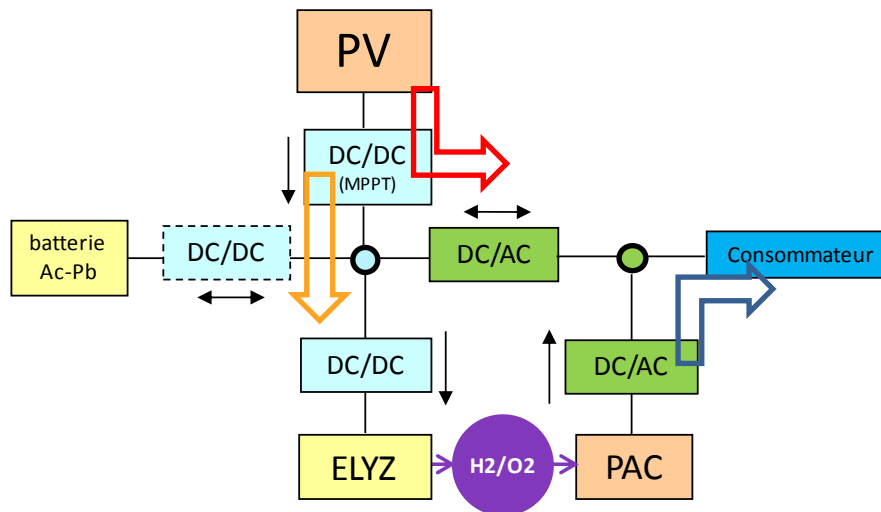 PV
DC/DC
(MPPT)
batterie
Ac-Pb
DC/DC
DC/AC
Consommateur
DC/DC
DC/AC
ELYZ
H2/O2
PAC